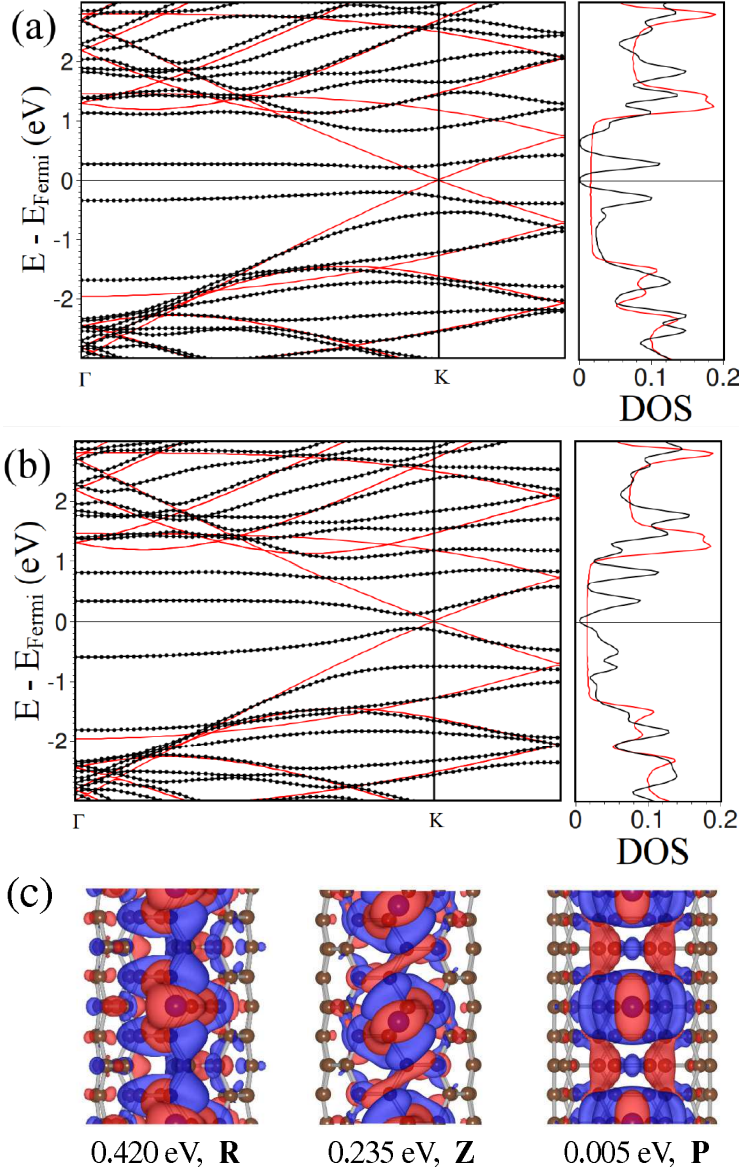 (a)
E - E_Fermi (eV)
2
1
0
-1
-2
Γ
K
0
0.1
0.2
DOS
(b)
E - E_Fermi (eV)
2
1
0
-1
-2
Γ
K
0
0.1
0.2
DOS
(c)
0.420 eV, R
0.235 eV, Z
0.005 eV, P